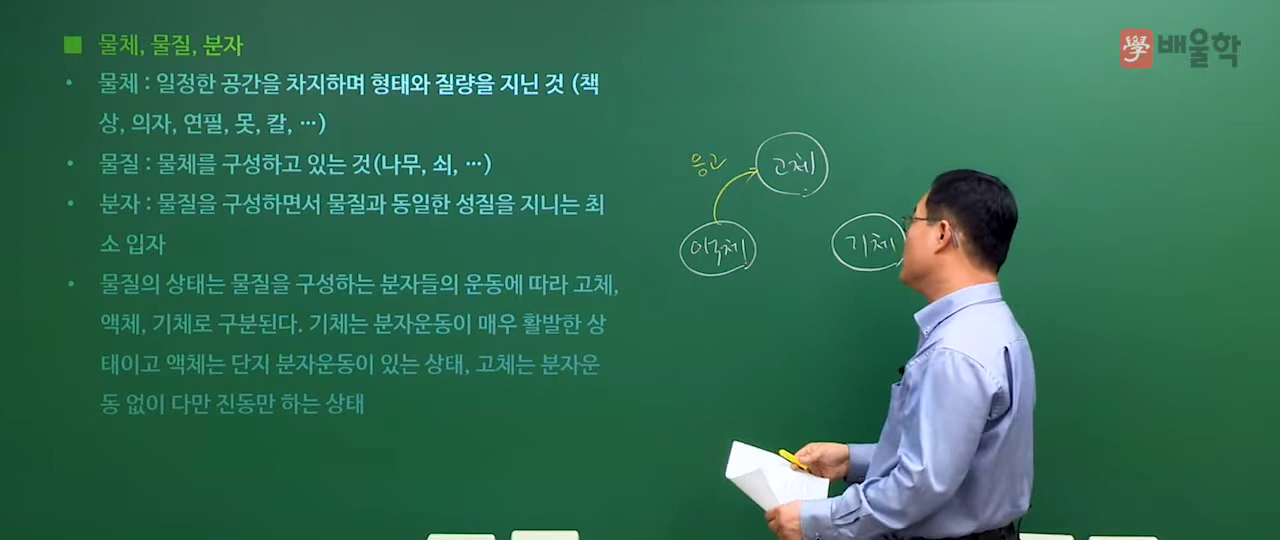 ■ 물체, 물질, 분자
學 배울학
• 물체 : 일정한 공간을 차지하며 형태와 질량을 지닌 것 (책
상, 의자, 연필, 못, 칼, …)
• 물질 : 물체를 구성하고 있는 것(나무, 쇠, …)
• 분자 : 물질을 구성하면서 물질과 동일한 성질을 지니는 최
소 입자
• 물질의 상태는 물질을 구성하는 분자들의 운동에 따라 고체,
액체, 기체로 구분된다. 기체는 분자운동이 매우 활발한 상
태이고 액체는 단지 분자운동이 있는 상태, 고체는 분자운
동 없이 다만 진동만 하는 상태
응고
고체
액체
기체